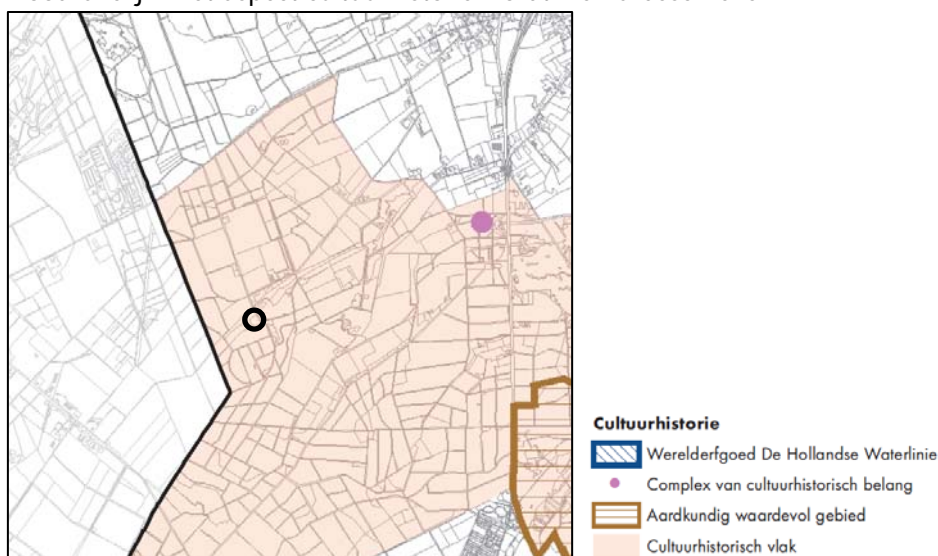 Cultuurhistorie
Werelderfgoed De Hollandse Waterlinie
Complex van cultuurhistorisch belang
Aardkundig waardevol gebied
Cultuurhistorisch vlak